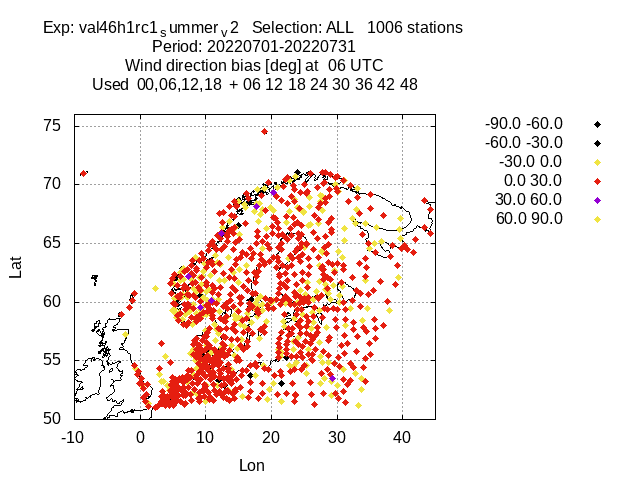 Exp: val46h1rc1ₛummerᵥ2 Selection: ALL 1006 stations
Period: 20220701-20220731
Wind direction bias [deg] at 06 UTC
Used 00,06,12,18 + 06 12 18 24 30 36 42 48
-90.0 -60.0
-60.0 -30.0
-30.0 0.0
0.0 30.0
30.0 60.0
60.0 90.0
75
70
65
60
55
50
Lat
-10 0 10 20 30 40
Lon